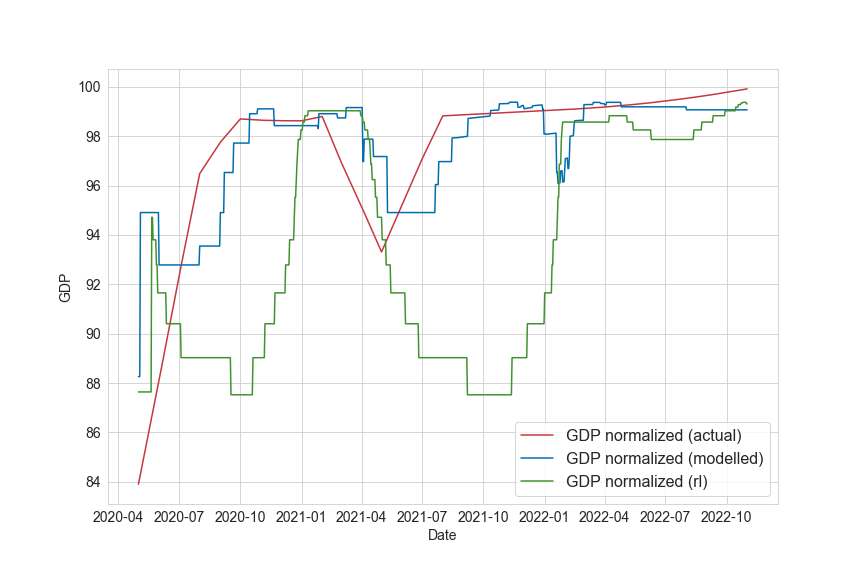 GDP
100
98
96
94
92
90
88
86
84
GDP normalized (actual)
GDP normalized (modelled)
GDP normalized (rl)
2020-04 2020-07 2020-10 2021-01 2021-04 2021-07 2021-10 2022-01 2022-04 2022-07 2022-10
Date